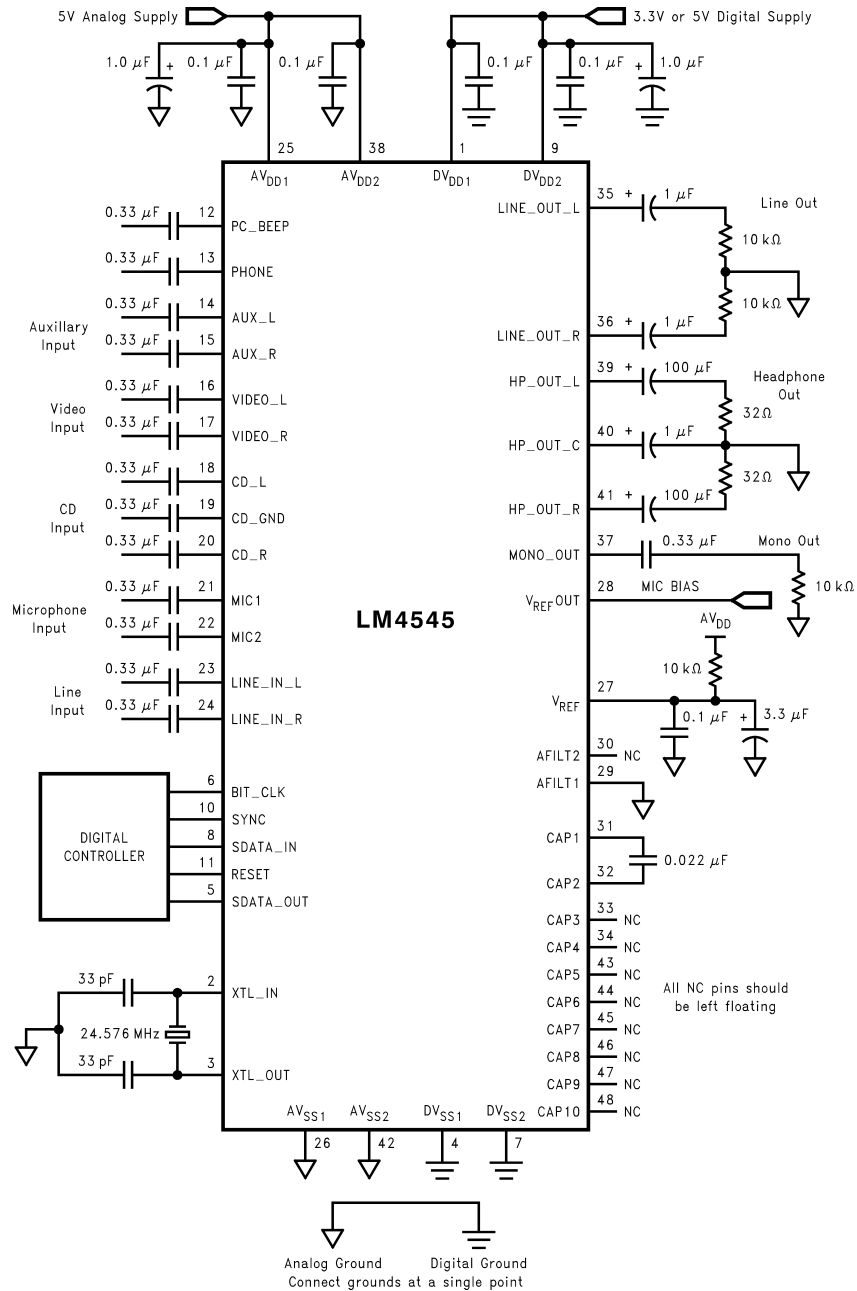 5V Analog Supply
3.3V or 5V Digital Supply
1.0 µF +
0.1 µF
0.1 µF
0.1 µF
0.1 µF
+ 1.0 µF
25
38
1
9
AVDD1
AVDD2
DVDD1
DVDD2
0.33 µF 12 PC_BEEP
0.33 µF 13 PHONE
Auxillary
Input
0.33 µF 14 AUX_L
0.33 µF 15 AUX_R
Video
Input
0.33 µF 16 VIDEO_L
0.33 µF 17 VIDEO_R
CD
Input
0.33 µF 18 CD_L
0.33 µF 19 CD_GND
0.33 µF 20 CD_R
Microphone
Input
0.33 µF 21 MIC1
0.33 µF 22 MIC2
Line
Input
0.33 µF 23 LINE_IN_L
0.33 µF 24 LINE_IN_R
DIGITAL
CONTROLLER
6 BIT_CLK
10 SYNC
8 SDATA_IN
11 RESET
5 SDATA_OUT
33 pF 2 XTL_IN
24.576 MHz
33 pF 3 XTL_OUT
LM4545
LINE_OUT_L 35 + 1 µF
Line Out
10 kΩ
10 kΩ
LINE_OUT_R 36 + 1 µF
HP_OUT_L 39 + 100 µF
Headphone
Out
32Ω
HP_OUT_C 40 + 1 µF
32Ω
HP_OUT_R 41 + 100 µF
MONO_OUT 37 0.33 µF Mono Out
10 kΩ
VREFOUT 28 MIC BIAS
AVDD
10 kΩ
VREF 27
0.1 µF
+ 3.3 µF
AFILT2 30 NC
AFILT1 29
CAP1 31
0.022 µF
CAP2 32
CAP3 33 NC
CAP4 34 NC
CAP5 43 NC
CAP6 44 NC
CAP7 45 NC
CAP8 46 NC
CAP9 47 NC
CAP10 48 NC
All NC pins should
be left floating
AVSS1
AVSS2
DVSS1
DVSS2
26
42
4
7
Analog Ground
Digital Ground
Connect grounds at a single point